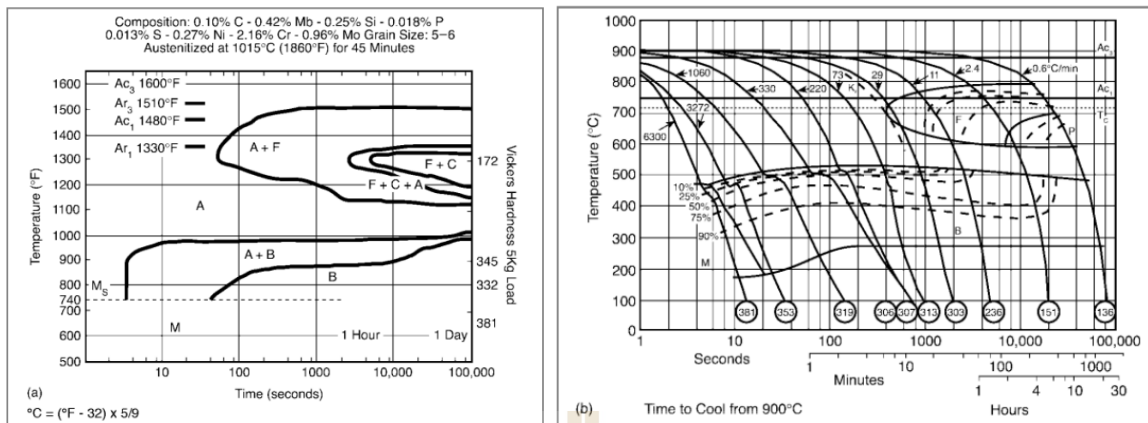 Composition: 0.10% C - 0.42% Mb - 0.25% Si - 0.018% P
0.013% S - 0.27% Ni - 2.16% Cr - 0.96% Mo Grain Size: 5-6
Austenitized at 1015°C (1860°F) for 45 Minutes
Temperature (°F)
1600
1500
1400
1300
1200
1100
1000
900
800
740
700
600
500
Ac3 1600°F
Ar3 1510°F
Ac1 1480°F
Ar1 1330°F
A + F
F + C
F + C + A
A
A + B
B
MS
M
1 Hour
1 Day
172
345
332
381
Vickers Hardness 5Kg Load
1 10 100 1000 10,000 100,000
Time (seconds)
(a)
°C = (°F - 32) x 5/9
Temperature (°C)
1000
900
800
700
600
500
400
300
200
100
0
Ac3
Ac1
TC
1060
3272
6300
330
220
73
K
29
11
2.4
0.6°C/min
F
P
10%
25%
50%
75%
90%
B
M
381 353 319 306 307 313 303 236 151 136
1 10 100 1000 10,000 100,000
Seconds
1 10 100 1000
Minutes
1 4 10 30
Hours
(b)
Time to Cool from 900°C